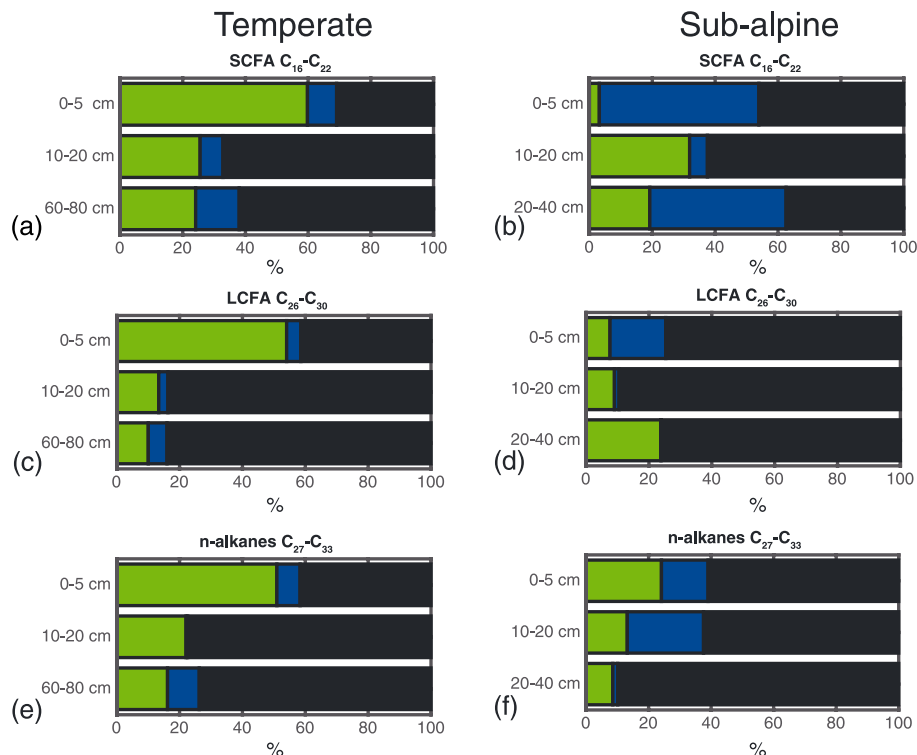 Temperate
SCFA C₁₆-C₂₂
0-5 cm
10-20 cm
60-80 cm
(a)
0 20 40 60 80 100
%
LCFA C₂₆-C₃₀
0-5 cm
10-20 cm
60-80 cm
(c)
0 20 40 60 80 100
%
n-alkanes C₂₇-C₃₃
0-5 cm
10-20 cm
60-80 cm
(e)
0 20 40 60 80 100
%
Sub-alpine
SCFA C₁₆-C₂₂
0-5 cm
10-20 cm
20-40 cm
(b)
0 20 40 60 80 100
%
LCFA C₂₆-C₃₀
0-5 cm
10-20 cm
20-40 cm
(d)
0 20 40 60 80 100
%
n-alkanes C₂₇-C₃₃
0-5 cm
10-20 cm
20-40 cm
(f)
0 20 40 60 80 100
%